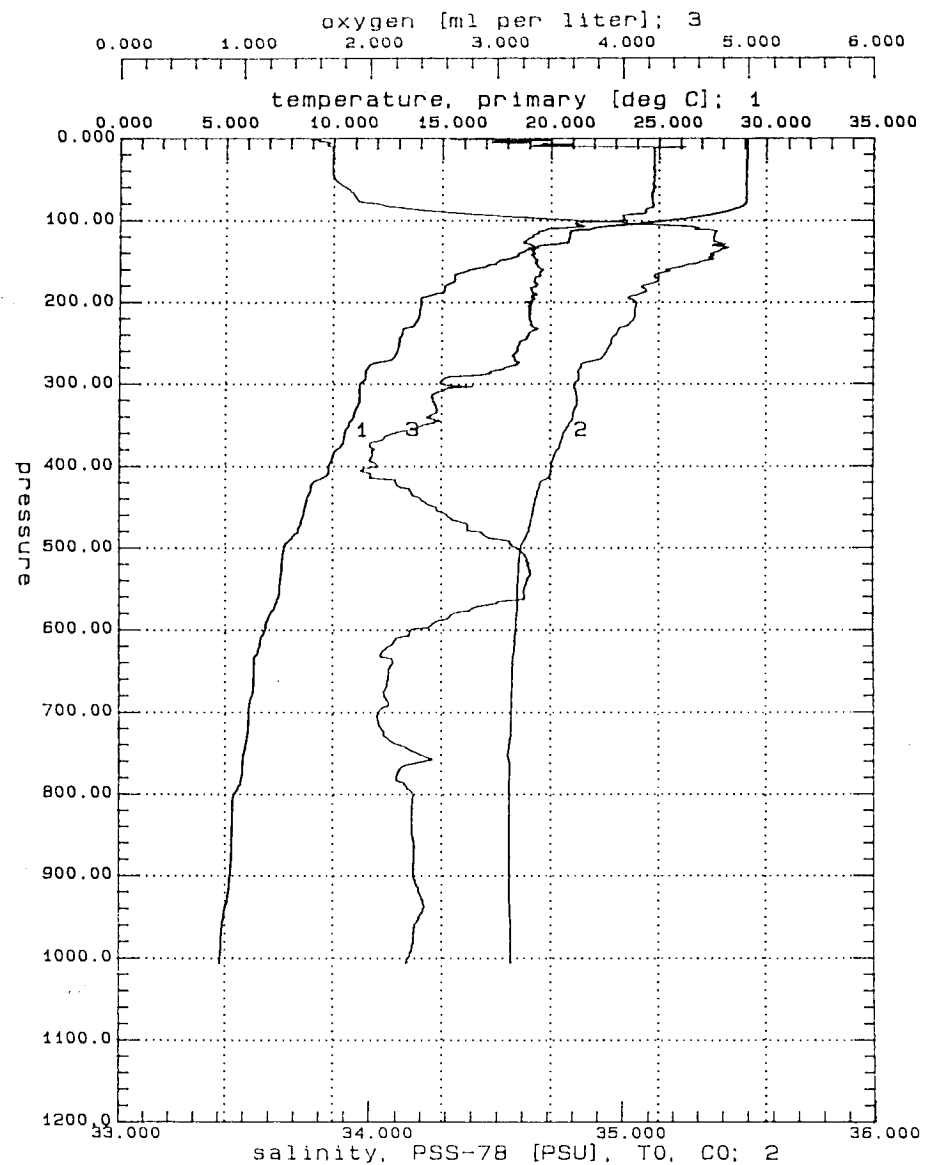 oxygen [ml per liter]; 3
0.000 1.000 2.000 3.000 4.000 5.000 6.000
temperature, primary [deg C]; 1
0.000 5.000 10.000 15.000 20.000 25.000 30.000 35.000
0.000
100.00
200.00
300.00
1 3 2
400.00
pressure
500.00
600.00
700.00
800.00
900.00
1000.0
1100.0
1200.0
33.000 34.000 35.000 36.000
salinity, PSS-78 [PSU], T0, C0; 2